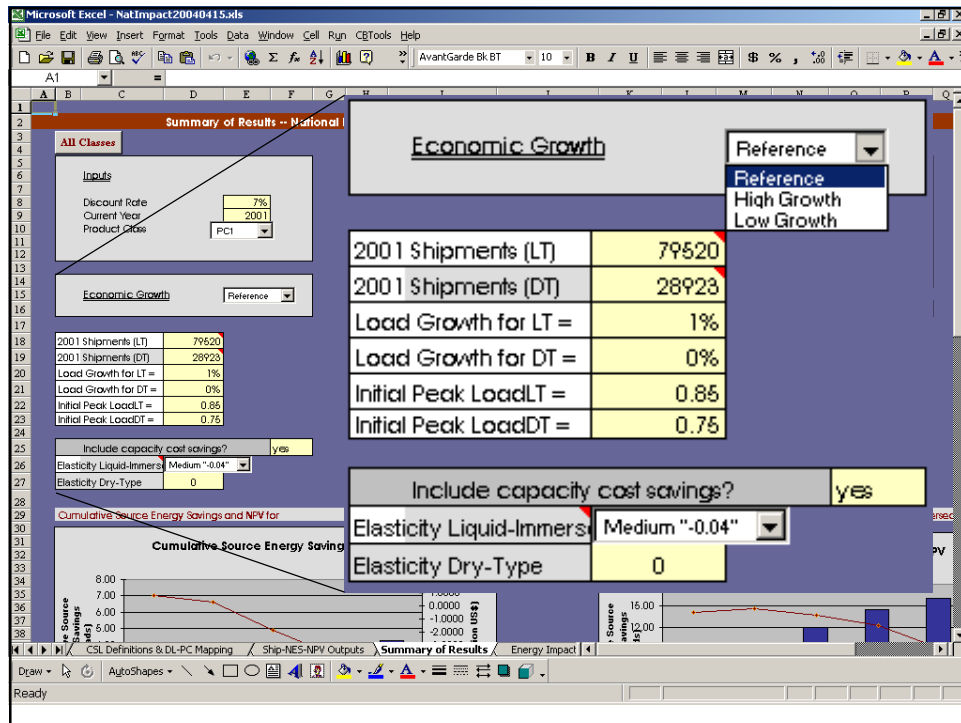 Microsoft Excel - NatImpact20040415.xls
File Edit View Insert Format Tools Data Window Cell Run CBTools Help
AvantGarde Bk BT 10 B I U $ % ,
A1 =
A B C D E F G H I J K L M N O P Q
Summary of Results -- National
All Classes
Inputs
Discount Rate 7%
Current Year 2001
Product Class PC1
Economic Growth Reference
2001 Shipments (LT) 79520
2001 Shipments (DT) 28923
Load Growth for LT = 1%
Load Growth for DT = 0%
Initial Peak LoadLT = 0.85
Initial Peak LoadDT = 0.75
Include capacity cost savings? yes
Elasticity Liquid-Immers Medium "-0.04"
Elasticity Dry-Type 0
Economic Growth
Reference
Reference
High Growth
Low Growth
2001 Shipments (LT) 79520
2001 Shipments (DT) 28923
Load Growth for LT = 1%
Load Growth for DT = 0%
Initial Peak LoadLT = 0.85
Initial Peak LoadDT = 0.75
Include capacity cost savings? yes
Elasticity Liquid-Immers Medium "-0.04"
Elasticity Dry-Type 0
Cumulative Source Energy Savings and NPV for
Cumulative Source Energy Saving
8.00
7.00
6.00
0.0000
-1.0000
-2.0000
16.00
12.00
CSL Definitions & DL-PC Mapping Ship-NES-NPV Outputs Summary of Results Energy Impact
Draw AutoShapes
Ready